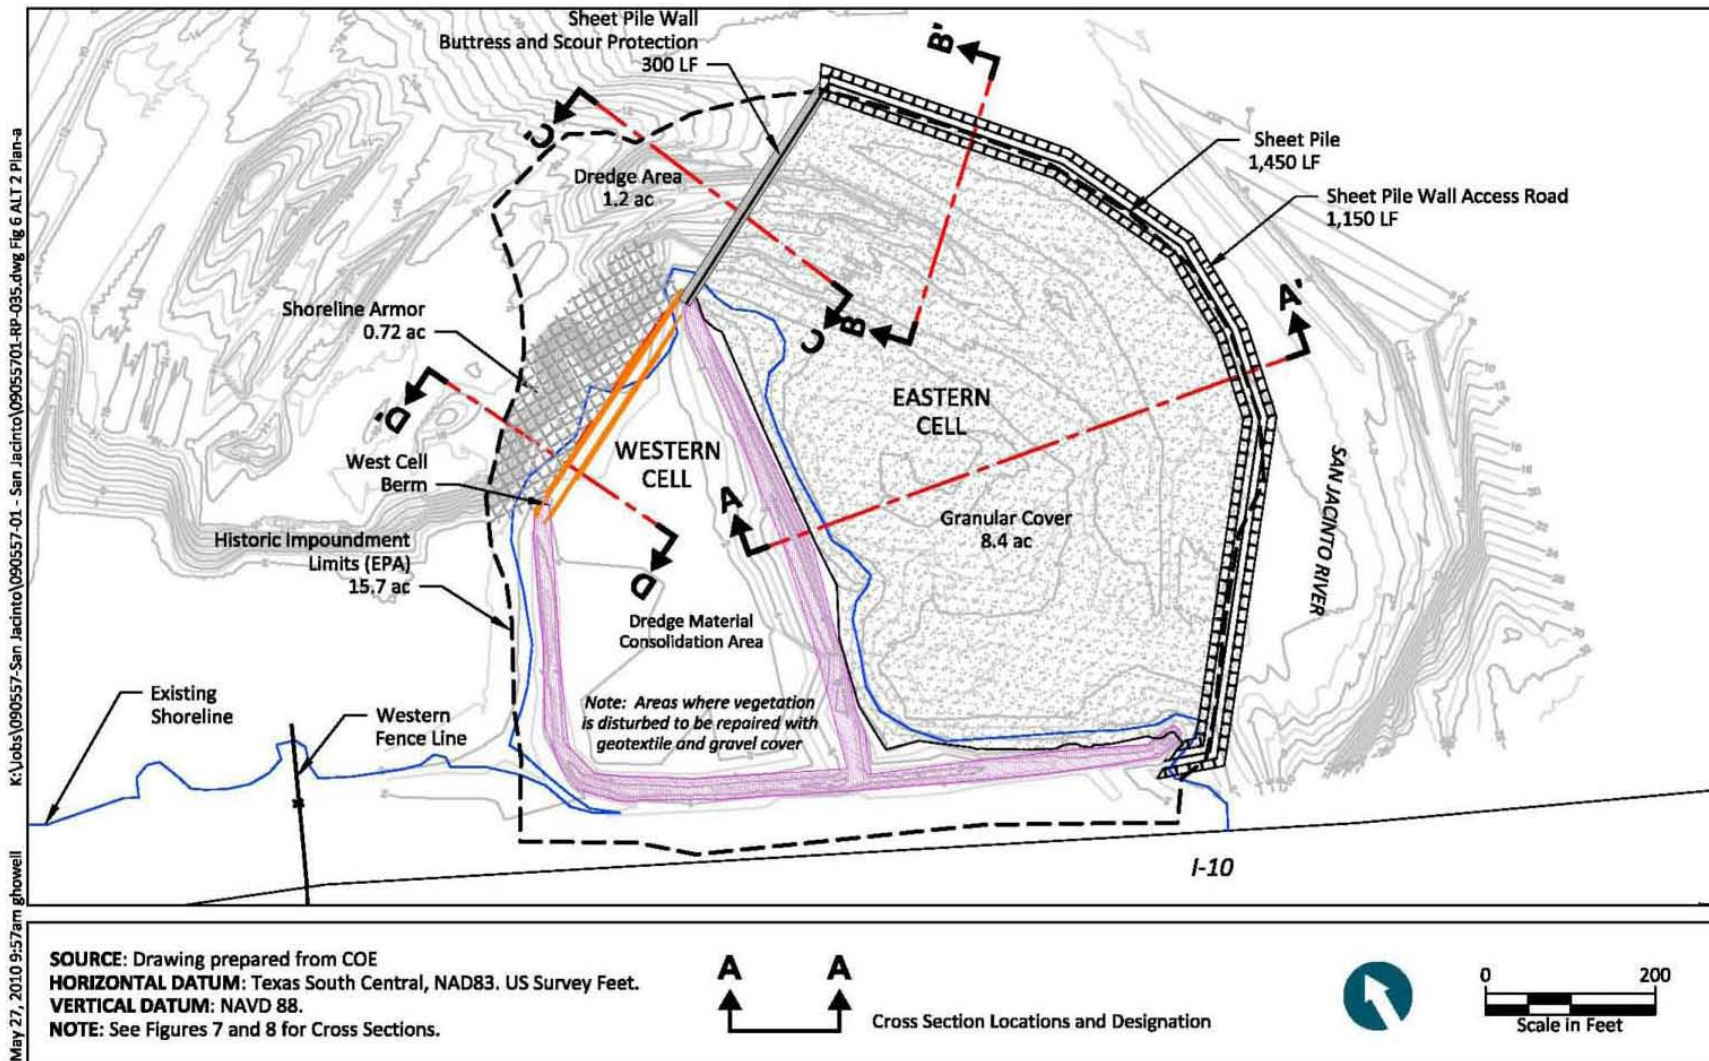 Sheet Pile Wall
Buttress and Scour Protection
300 LF
B'
C'
Dredge Area
1.2 ac
Sheet Pile
1,450 LF
Sheet Pile Wall Access Road
1,150 LF
Shoreline Armor
0.72 ac
A'
C
B
D'
EASTERN
CELL
WESTERN
CELL
West Cell
Berm
A
SAN JACINTO RIVER
Granular Cover
8.4 ac
Historic Impoundment
Limits (EPA)
15.7 ac
D
Dredge Material
Consolidation Area
Note: Areas where vegetation
is disturbed to be repaired with
geotextile and gravel cover
Existing
Shoreline
Western
Fence Line
I-10
K:\Jobs\090557-San Jacinto\090557-01 - San Jacinto\09055701-RP-035.dwg Fig 6 ALT 2 Plan-a
May 27, 2010 9:57am ghowell
SOURCE: Drawing prepared from COE
HORIZONTAL DATUM: Texas South Central, NAD83. US Survey Feet.
VERTICAL DATUM: NAVD 88.
NOTE: See Figures 7 and 8 for Cross Sections.
A A
Cross Section Locations and Designation
0 200
Scale in Feet